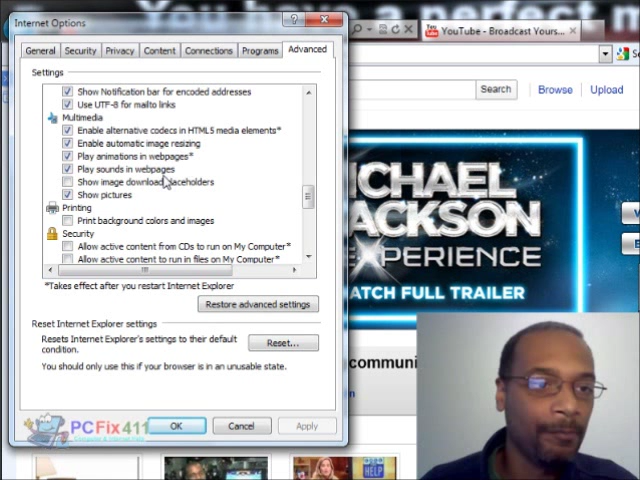 You have a perfect m
Internet Options
YouTube - Broadcast Yours...
General
Security
Privacy
Content
Connections
Programs
Advanced
Settings
Show Notification bar for encoded addresses
Use UTF-8 for mailto links
Multimedia
Enable alternative codecs in HTML5 media elements*
Enable automatic image resizing
Play animations in webpages*
Play sounds in webpages
Show image download placeholders
Show pictures
Printing
Print background colors and images
Security
Allow active content from CDs to run on My Computer*
Allow active content to run in files on My Computer*
*Takes effect after you restart Internet Explorer
Restore advanced settings
Reset Internet Explorer settings
Resets Internet Explorer's settings to their default
condition.
Reset...
You should only use this if your browser is in an unusable state.
PCFix411
OK
Cancel
Apply
Search
Browse
Upload
ICHAEL
ACKSON
EXPERIENCE
ATCH FULL TRAILER
communi
HELP